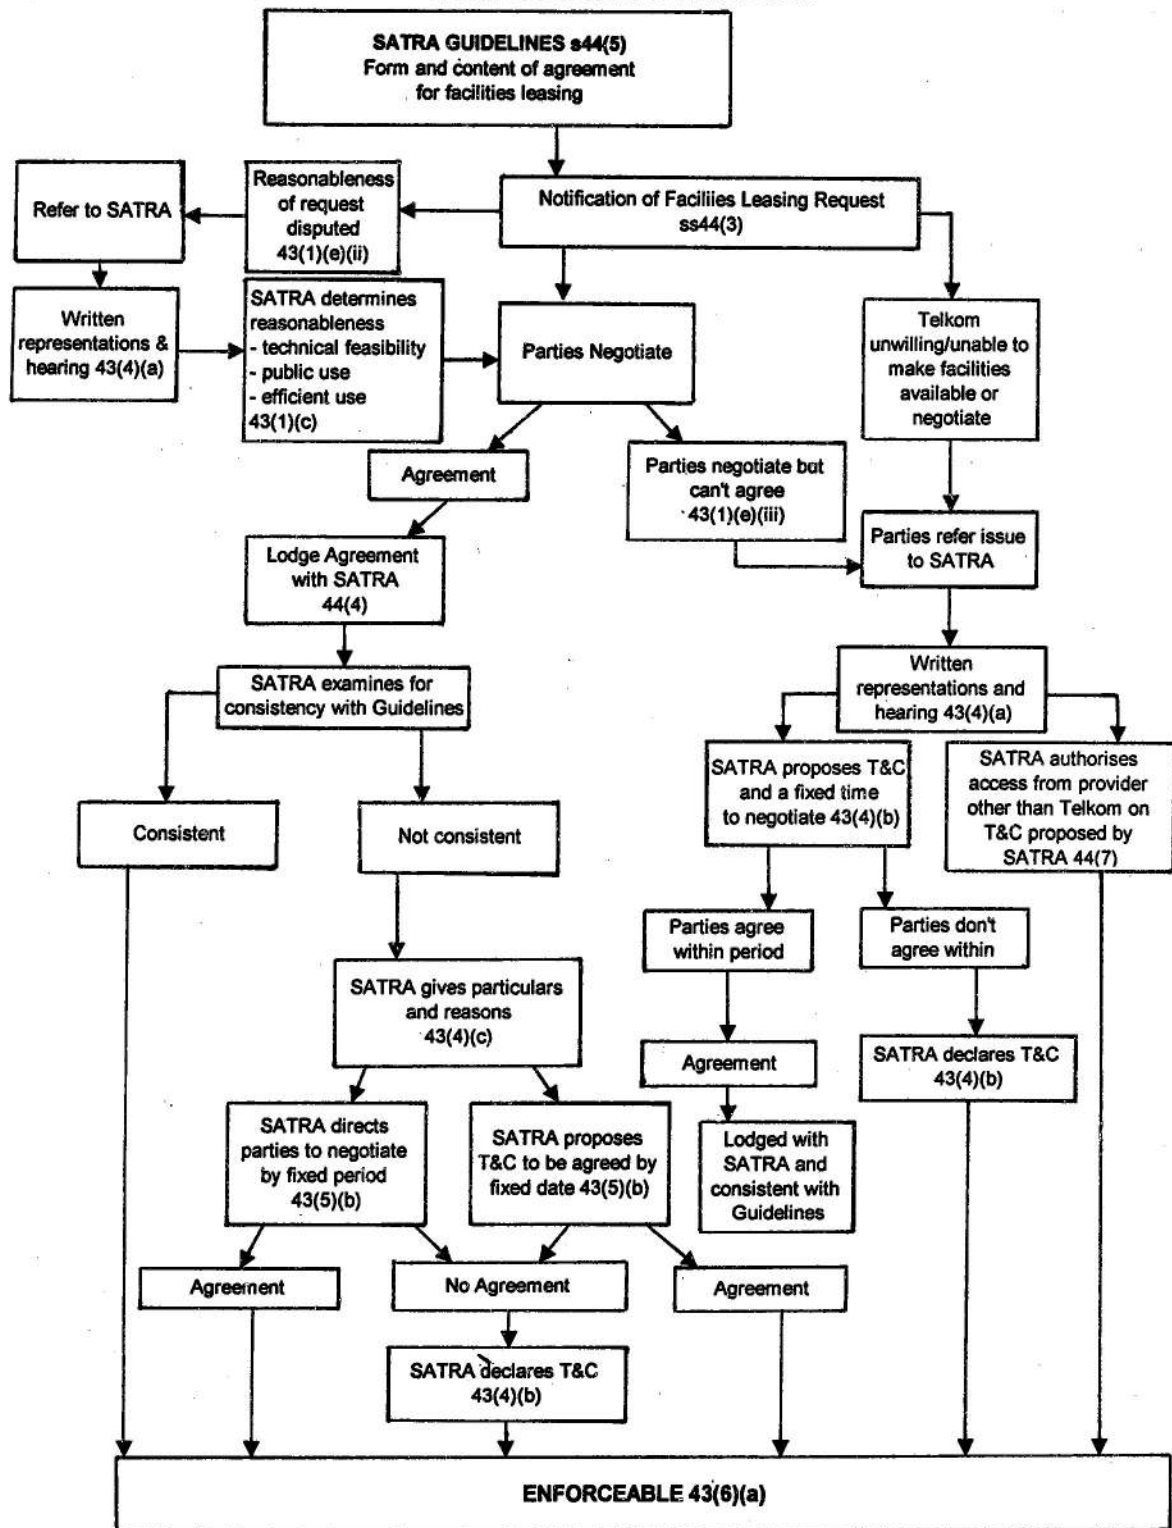 SATRA GUIDELINES s44(5)
Form and content of agreement
for facilities leasing
Refer to SATRA
Reasonableness
of request
disputed
43(1)(e)(ii)
Notification of Faciliies Leasing Request
ss44(3)
Written
representations &
hearing 43(4)(a)
SATRA determines
reasonableness
- technical feasibility
- public use
- efficient use
43(1)(c)
Parties Negotiate
Telkom
unwilling/unable to
make facilities
available or
negotiate
Agreement
Parties negotiate but
can't agree
43(1)(e)(iii)
Parties refer issue
to SATRA
Lodge Agreement
with SATRA
44(4)
SATRA examines for
consistency with Guidelines
Written
representations and
hearing 43(4)(a)
Consistent
Not consistent
SATRA proposes T&C
and a fixed time
to negotiate 43(4)(b)
SATRA authorises
access from provider
other than Telkom on
T&C proposed by
SATRA 44(7)
Parties agree
within period
Parties don't
agree within
SATRA gives particulars
and reasons
43(4)(c)
Agreement
SATRA declares T&C
43(4)(b)
SATRA directs
parties to negotiate
by fixed period
43(5)(b)
SATRA proposes
T&C to be agreed by
fixed date 43(5)(b)
Lodged with
SATRA and
consistent with
Guidelines
Agreement
No Agreement
Agreement
SATRA declares T&C
43(4)(b)
ENFORCEABLE 43(6)(a)